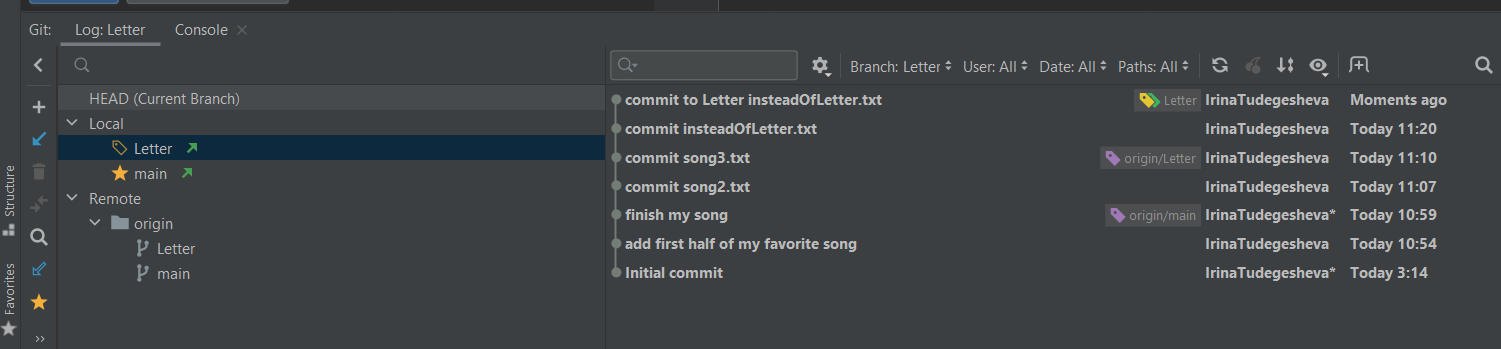 Git: Log: Letter Console
Branch: Letter User: All Date: All Paths: All
HEAD (Current Branch)
Local
Letter
main
Remote
origin
Letter
main
commit to Letter insteadOfLetter.txt Letter IrinaTudegesheva Moments ago
commit insteadOfLetter.txt IrinaTudegesheva Today 11:20
commit song3.txt origin/Letter IrinaTudegesheva Today 11:10
commit song2.txt IrinaTudegesheva Today 11:07
finish my song origin/main IrinaTudegesheva* Today 10:59
add first half of my favorite song IrinaTudegesheva Today 10:54
Initial commit IrinaTudegesheva* Today 3:14
Structure
Favorites